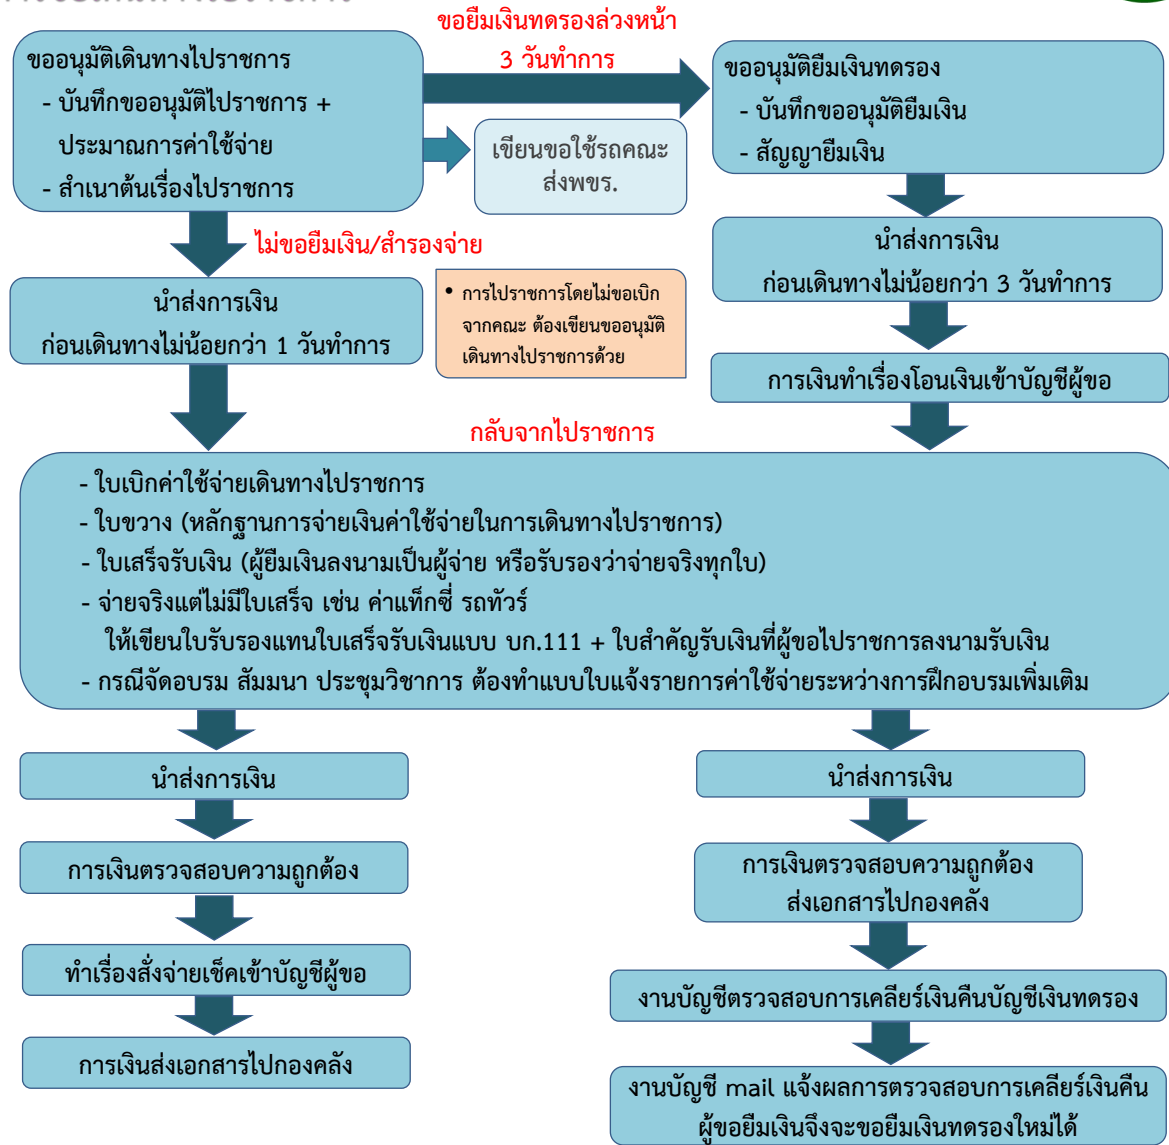 ขอยืมเงินทดรองล่วงหน้า
3 วันทำการ
ขออนุมัติเดินทางไปราชการ
- บันทึกขออนุมัติไปราชการ +
ประมาณการค่าใช้จ่าย
- สำเนาต้นเรื่องไปราชการ
ขออนุมัติยืมเงินทดรอง
- บันทึกขออนุมัติยืมเงิน
- สัญญายืมเงิน
เขียนขอใช้รถคณะ
ส่งพขร.
ไม่ขอยืมเงิน/สำรองจ่าย
นำส่งการเงิน
ก่อนเดินทางไม่น้อยกว่า 1 วันทำการ
• การไปราชการโดยไม่ขอเบิก
จากคณะ ต้องเขียนขออนุมัติ
เดินทางไปราชการด้วย
นำส่งการเงิน
ก่อนเดินทางไม่น้อยกว่า 3 วันทำการ
การเงินทำเรื่องโอนเงินเข้าบัญชีผู้ขอ
กลับจากไปราชการ
- ใบเบิกค่าใช้จ่ายเดินทางไปราชการ
- ใบขวาง (หลักฐานการจ่ายเงินค่าใช้จ่ายในการเดินทางไปราชการ)
- ใบเสร็จรับเงิน (ผู้ยืมเงินลงนามเป็นผู้จ่าย หรือรับรองว่าจ่ายจริงทุกใบ)
- จ่ายจริงแต่ไม่มีใบเสร็จ เช่น ค่าแท็กซี่ รถทัวร์
ให้เขียนใบรับรองแทนใบเสร็จรับเงินแบบ บก.111 + ใบสำคัญรับเงินที่ผู้ขอไปราชการลงนามรับเงิน
- กรณีจัดอบรม สัมมนา ประชุมวิชาการ ต้องทำแบบใบแจ้งรายการค่าใช้จ่ายระหว่างการฝึกอบรมเพิ่มเติม
นำส่งการเงิน
การเงินตรวจสอบความถูกต้อง
ทำเรื่องสั่งจ่ายเช็คเข้าบัญชีผู้ขอ
การเงินส่งเอกสารไปกองคลัง
นำส่งการเงิน
การเงินตรวจสอบความถูกต้อง
ส่งเอกสารไปกองคลัง
งานบัญชีตรวจสอบการเคลียร์เงินคืนบัญชีเงินทดรอง
งานบัญชี mail แจ้งผลการตรวจสอบการเคลียร์เงินคืน
ผู้ขอยืมเงินจึงจะขอยืมเงินทดรองใหม่ได้